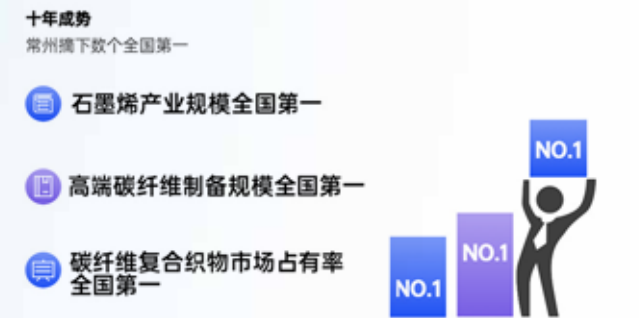 十年成势
常州摘下数个全国第一
石墨烯产业规模全国第一
高端碳纤维制备规模全国第一
碳纤维复合织物市场占有率
全国第一
NO.1
NO.1
NO.1